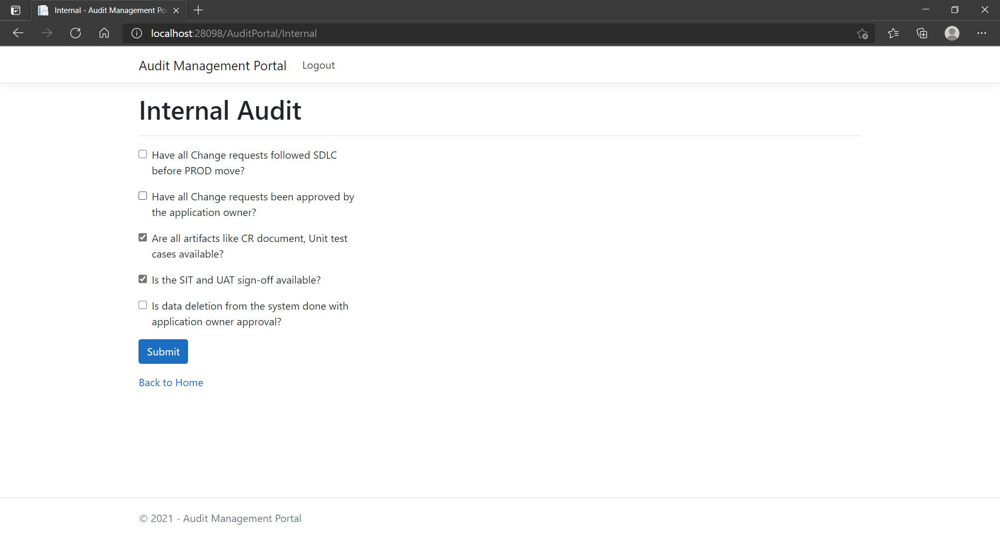 Internal - Audit Management Po
localhost:28098/AuditPortal/Internal
Audit Management Portal Logout
Internal Audit
Have all Change requests followed SDLC
before PROD move?
Have all Change requests been approved by
the application owner?
Are all artifacts like CR document, Unit test
cases available?
Is the SIT and UAT sign-off available?
Is data deletion from the system done with
application owner approval?
Submit
Back to Home
© 2021 - Audit Management Portal